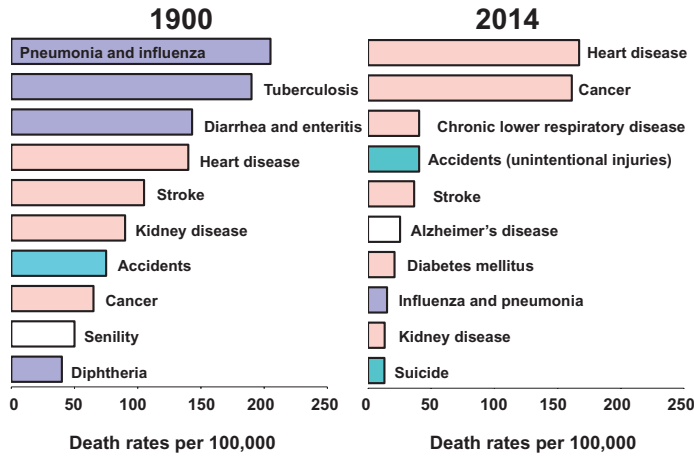 1900
Pneumonia and influenza
Tuberculosis
Diarrhea and enteritis
Heart disease
Stroke
Kidney disease
Accidents
Cancer
Senility
Diphtheria
0 50 100 150 200 250
Death rates per 100,000
2014
Heart disease
Cancer
Chronic lower respiratory disease
Accidents (unintentional injuries)
Stroke
Alzheimer's disease
Diabetes mellitus
Influenza and pneumonia
Kidney disease
Suicide
0 50 100 150 200 250
Death rates per 100,000